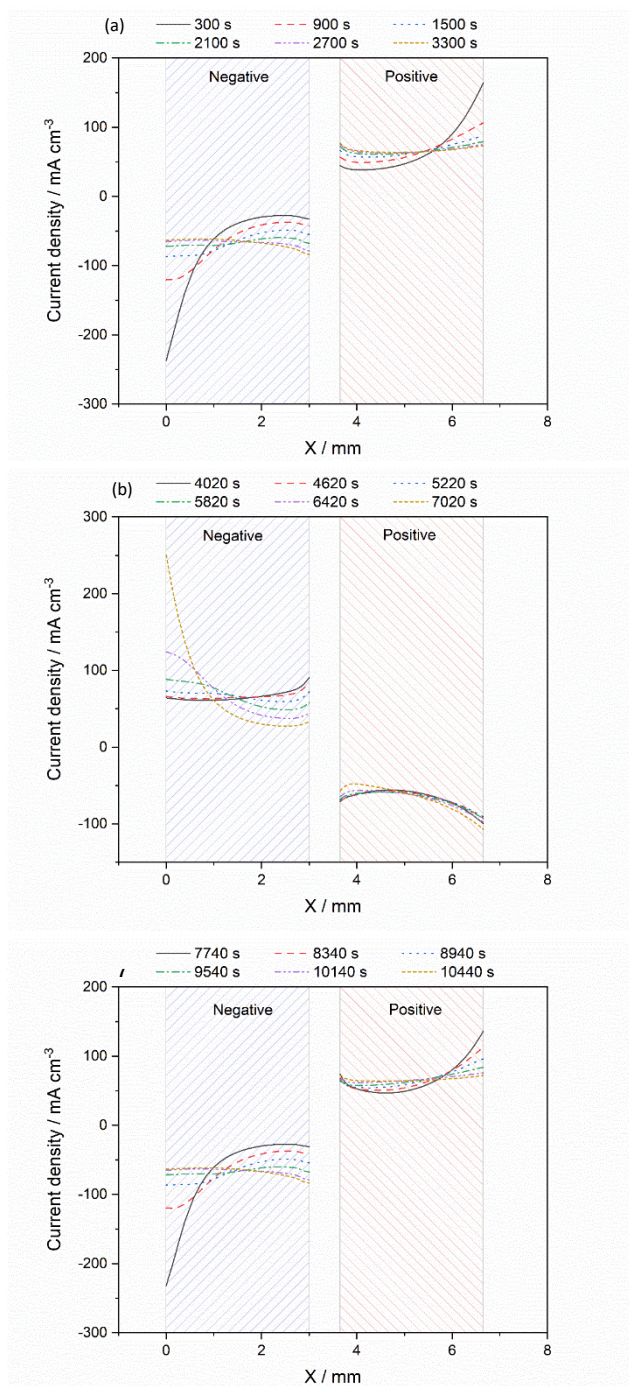 (a)
300 s 900 s 1500 s
2100 s 2700 s 3300 s
200
100
0
-100
-200
-300
Negative
Positive
Current density / mA cm⁻³
0 2 4 6 8
X / mm
(b)
4020 s 4620 s 5220 s
5820 s 6420 s 7020 s
300
200
100
0
-100
Negative
Positive
Current density / mA cm⁻³
0 2 4 6 8
X / mm
7740 s 8340 s 8940 s
9540 s 10140 s 10440 s
200
100
0
-100
-200
-300
Negative
Positive
Current density / mA cm⁻³
0 2 4 6 8
X / mm